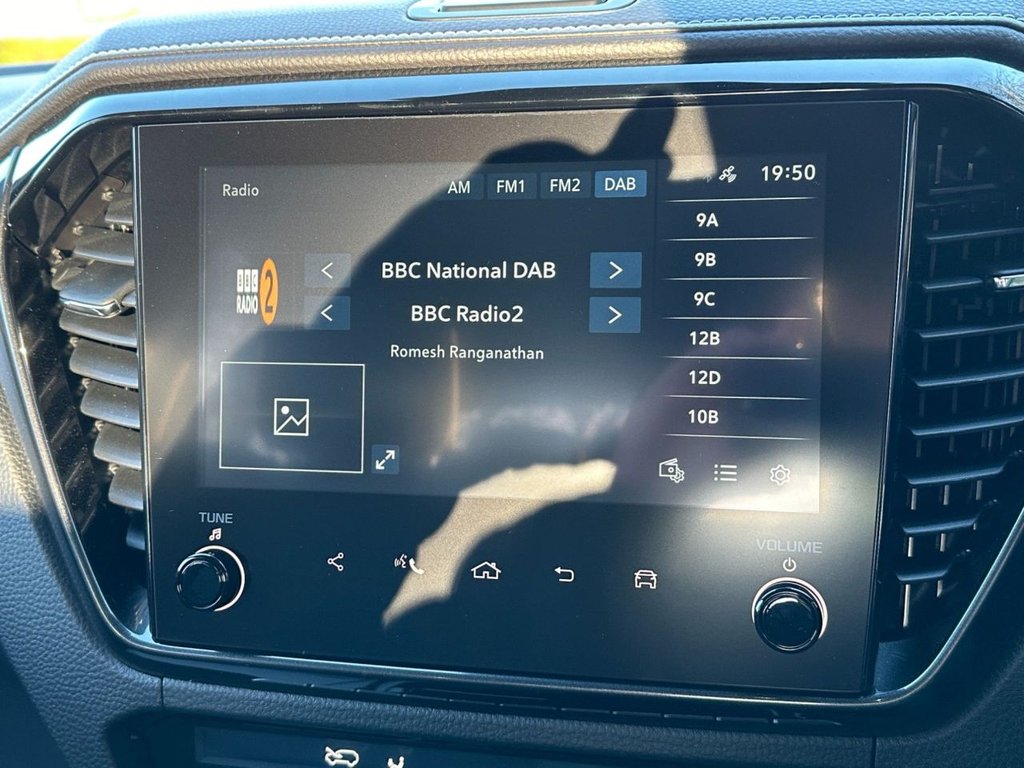 Radio
AM FM1 FM2 DAB
19:50
BBC RADIO 2
< BBC National DAB >
< BBC Radio2 >
Romesh Ranganathan
9A
9B
9C
12B
12D
10B
TUNE
VOLUME